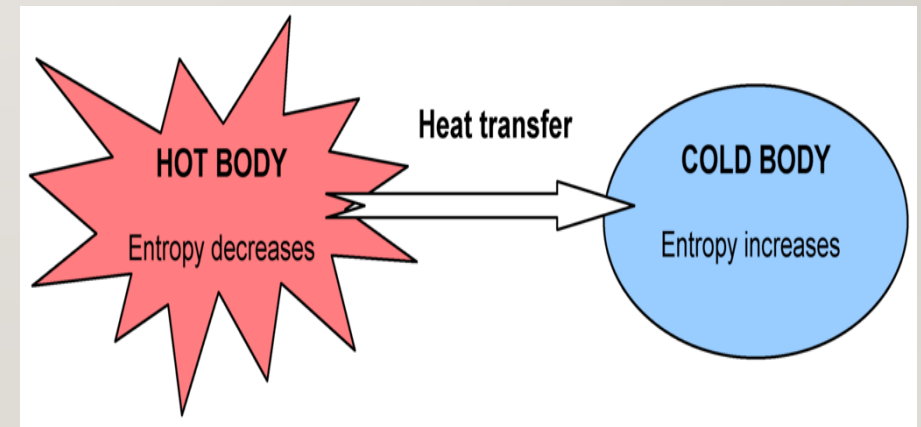 HOT BODY
Entropy decreases
Heat transfer
COLD BODY
Entropy increases